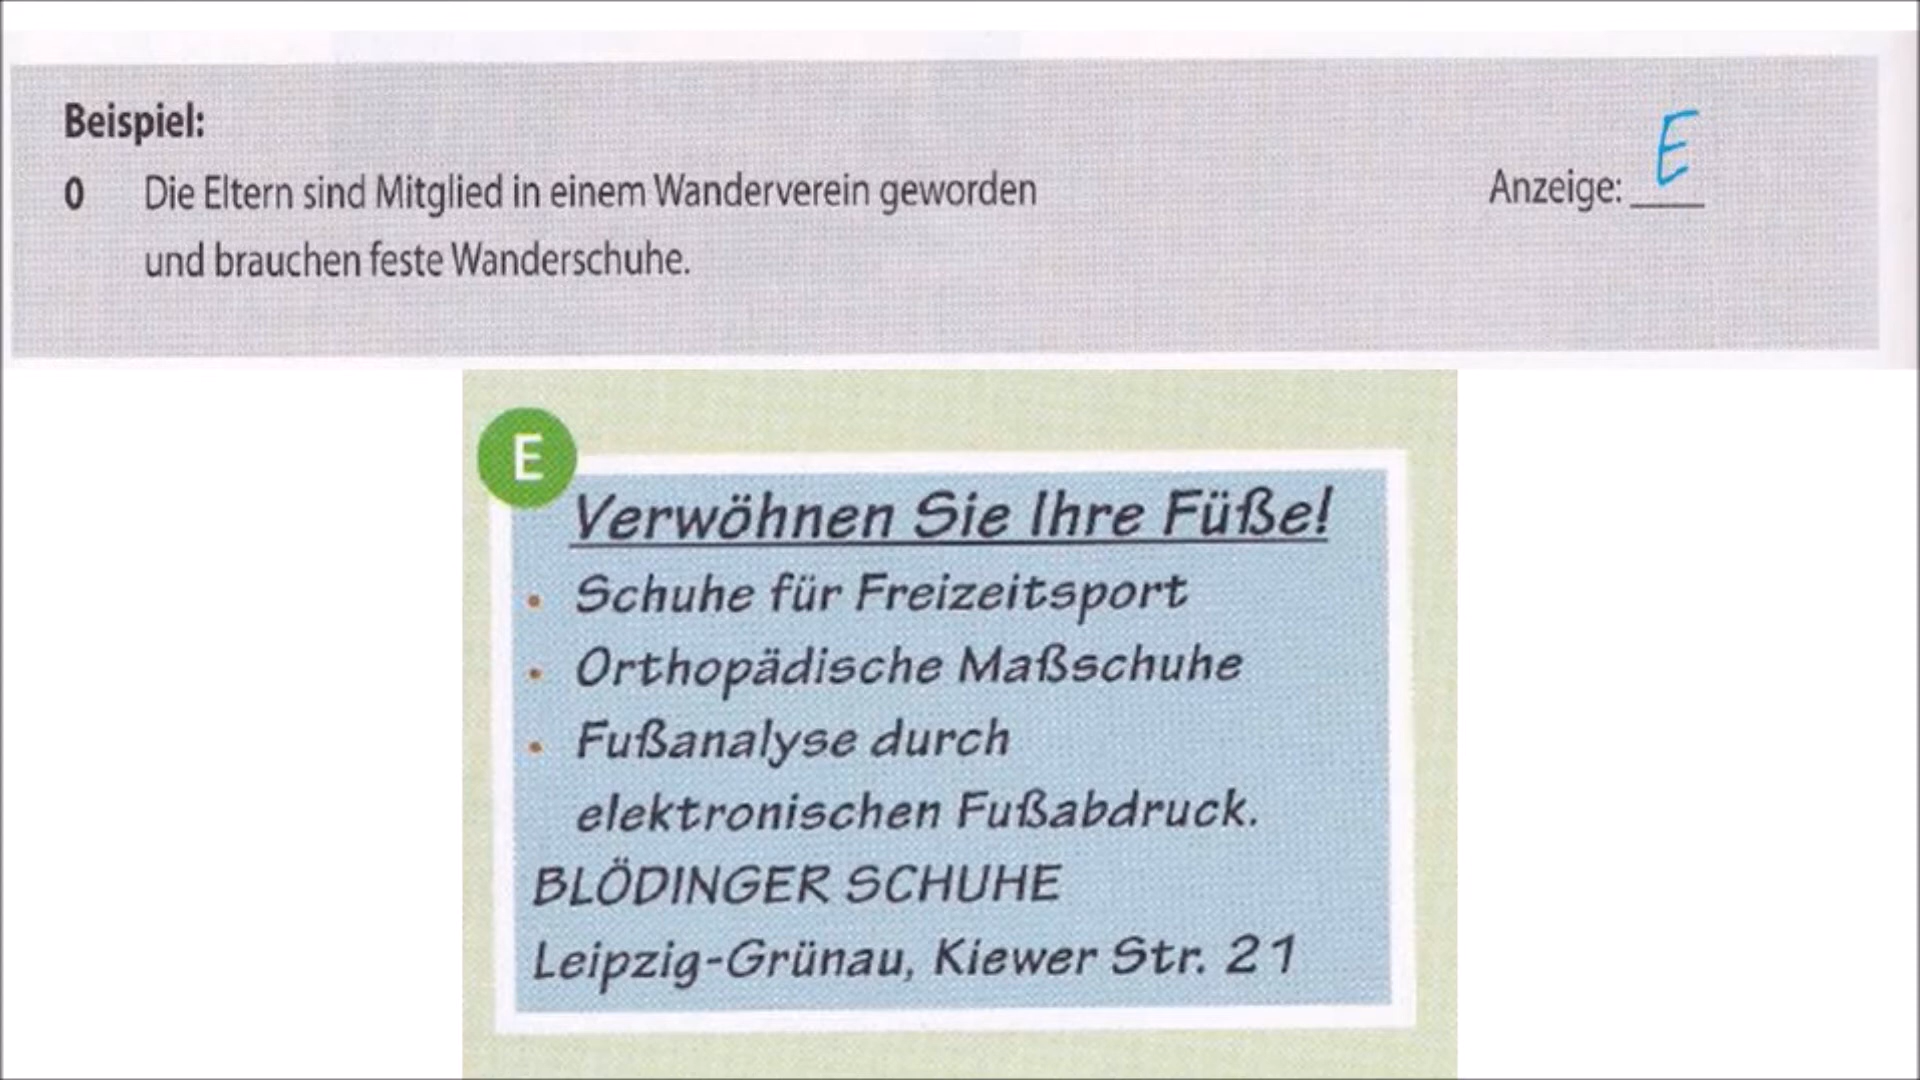 Beispiel:
0 Die Eltern sind Mitglied in einem Wanderverein geworden Anzeige: E
und brauchen feste Wanderschuhe.
E
Verwöhnen Sie Ihre Füße!
• Schuhe für Freizeitsport
• Orthopädische Maßschuhe
• Fußanalyse durch
elektronischen Fußabdruck.
BLÖDINGER SCHUHE
Leipzig-Grünau, Kiewer Str. 21